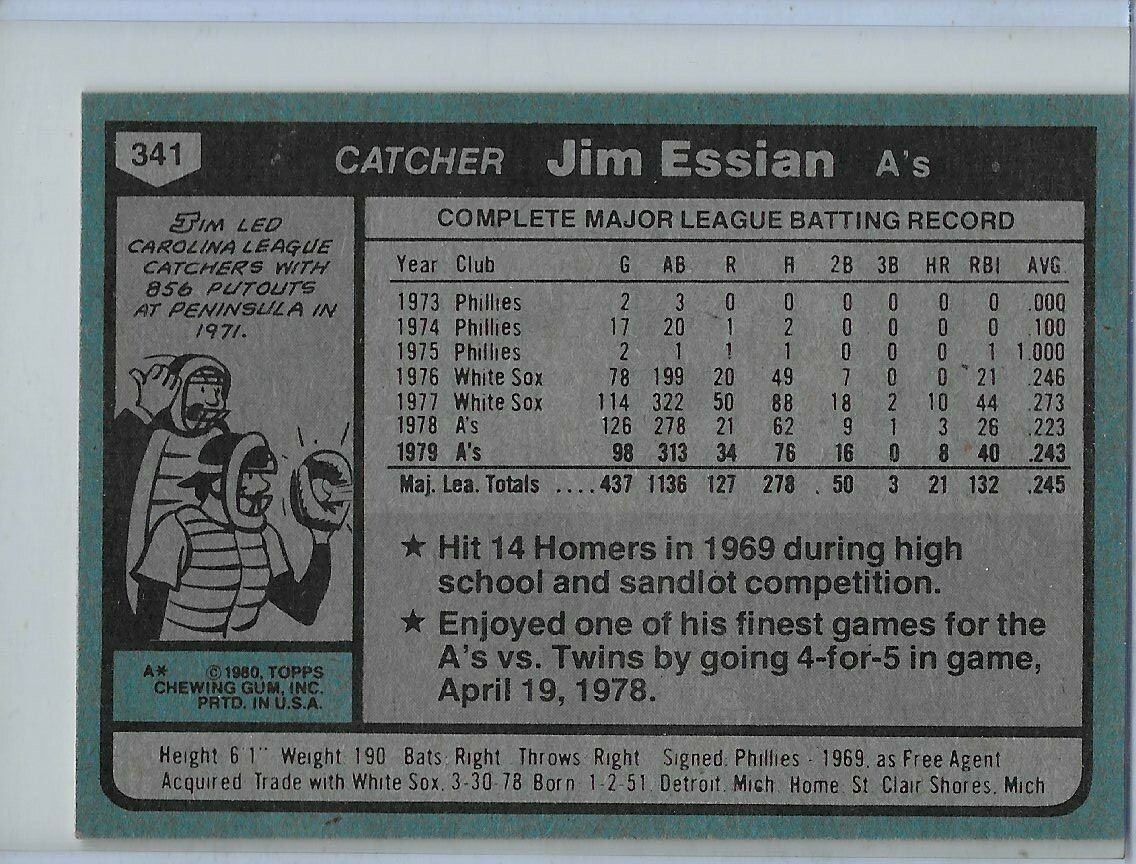 341 CATCHER Jim Essian A's
JIM LED
CAROLINA LEAGUE
CATCHERS WITH
856 PUTOUTS
AT PENINSULA IN
1971.
COMPLETE MAJOR LEAGUE BATTING RECORD
Year Club G AB R H 2B 3B HR RBI AVG.
1973 Phillies 2 3 0 0 0 0 0 0 .000
1974 Phillies 17 20 1 2 0 0 0 0 .100
1975 Phillies 2 1 1 1 0 0 0 1 1.000
1976 White Sox 78 199 20 49 7 0 0 21 .246
1977 White Sox 114 322 50 88 18 2 10 44 .273
1978 A's 126 278 21 62 9 1 3 26 .223
1979 A's 98 313 34 76 16 0 8 40 .243
Maj. Lea. Totals ....437 1136 127 278 50 3 21 132 .245
★ Hit 14 Homers in 1969 during high
school and sandlot competition.
★ Enjoyed one of his finest games for the
A's vs. Twins by going 4-for-5 in game,
April 19, 1978.
A* © 1980, TOPPS
CHEWING GUM, INC.
PRTD. IN U.S.A.
Height 6'1" Weight 190 Bats: Right Throws Right Signed: Phillies - 1969, as Free Agent
Acquired Trade with White Sox, 3-30-78 Born 1-2-51, Detroit, Mich. Home St. Clair Shores, Mich